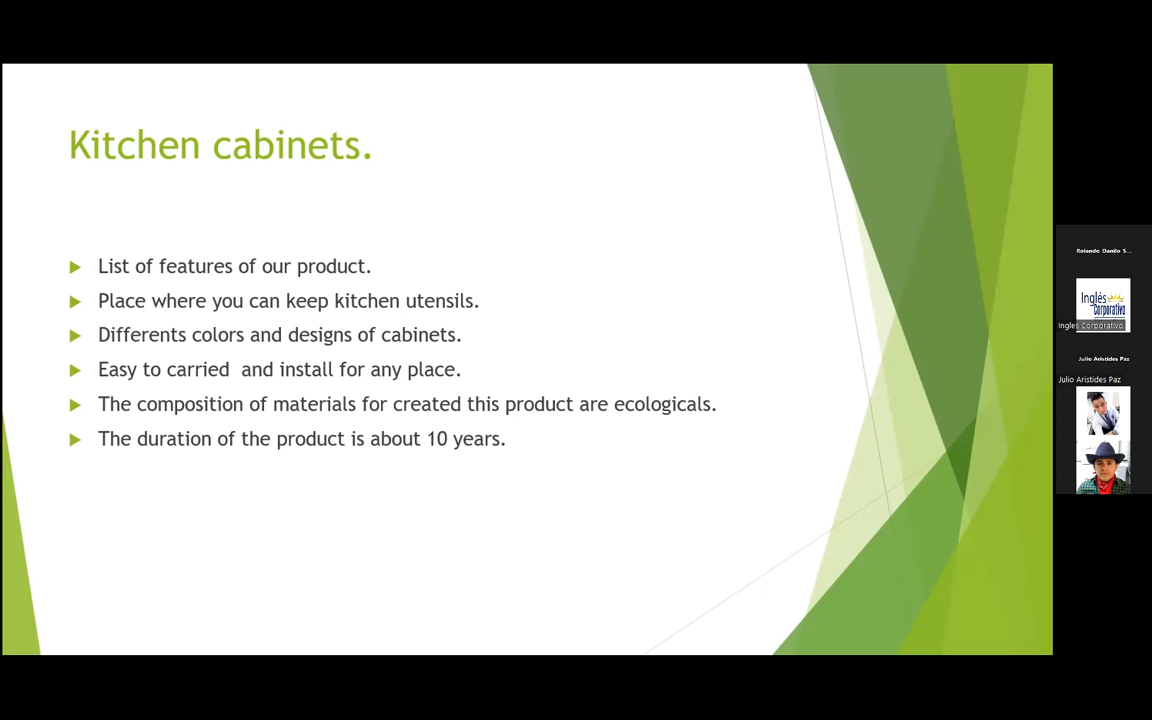 Kitchen cabinets.
List of features of our product.
Place where you can keep kitchen utensils.
Differents colors and designs of cabinets.
Easy to carried  and install for any place.
The composition of materials for created this product are ecologicals.
The duration of the product is about 10 years.
Rolando Danilo S...
Inglés
Corporativo
Ingles Corporativo
Julio Aristides Paz
Julio Aristides Paz